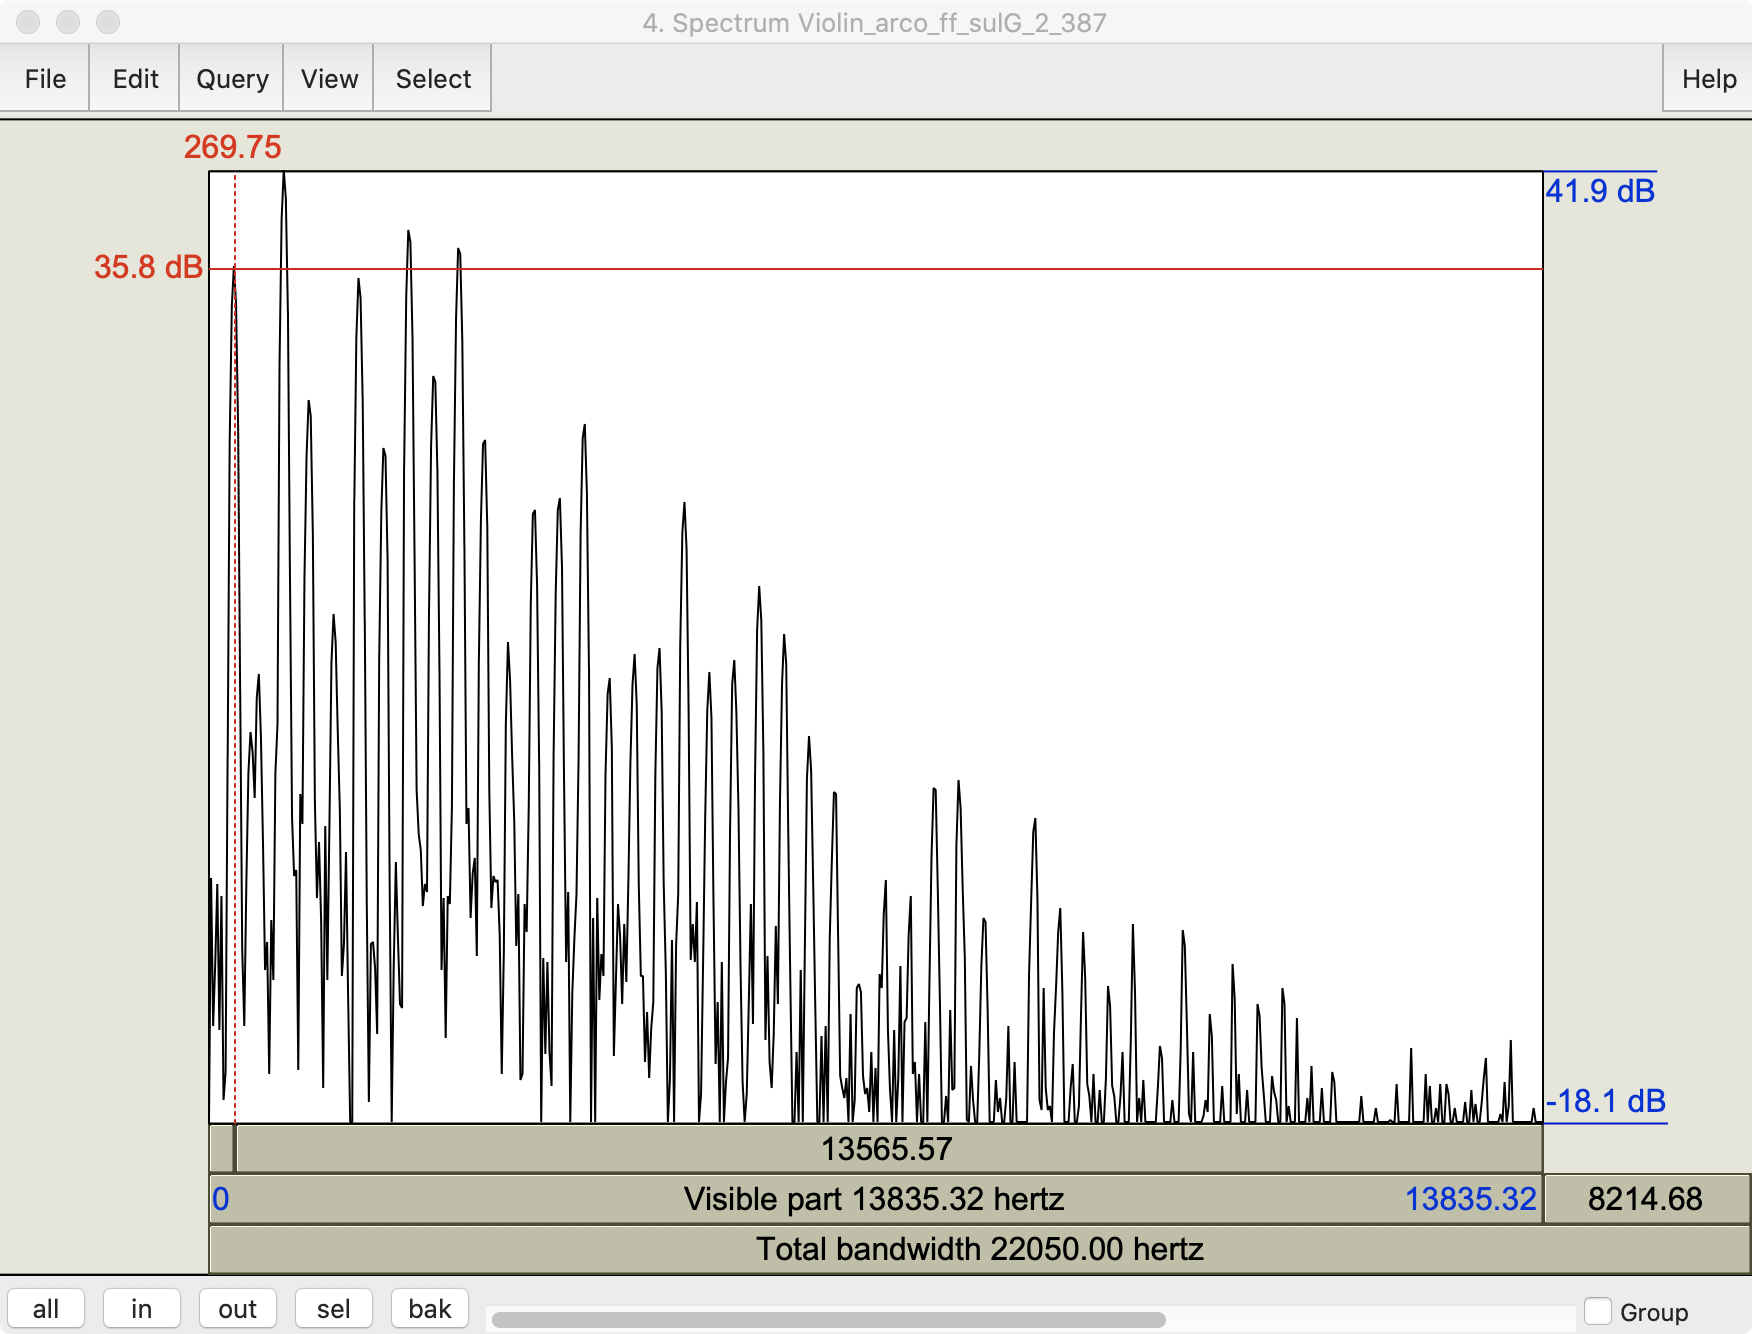 4. Spectrum Violin_arco_ff_sulG_2_387
File Edit Query View Select Help
269.75
41.9 dB
35.8 dB
-18.1 dB
13565.57
0 Visible part 13835.32 hertz 13835.32 8214.68
Total bandwidth 22050.00 hertz
all in out sel bak Group